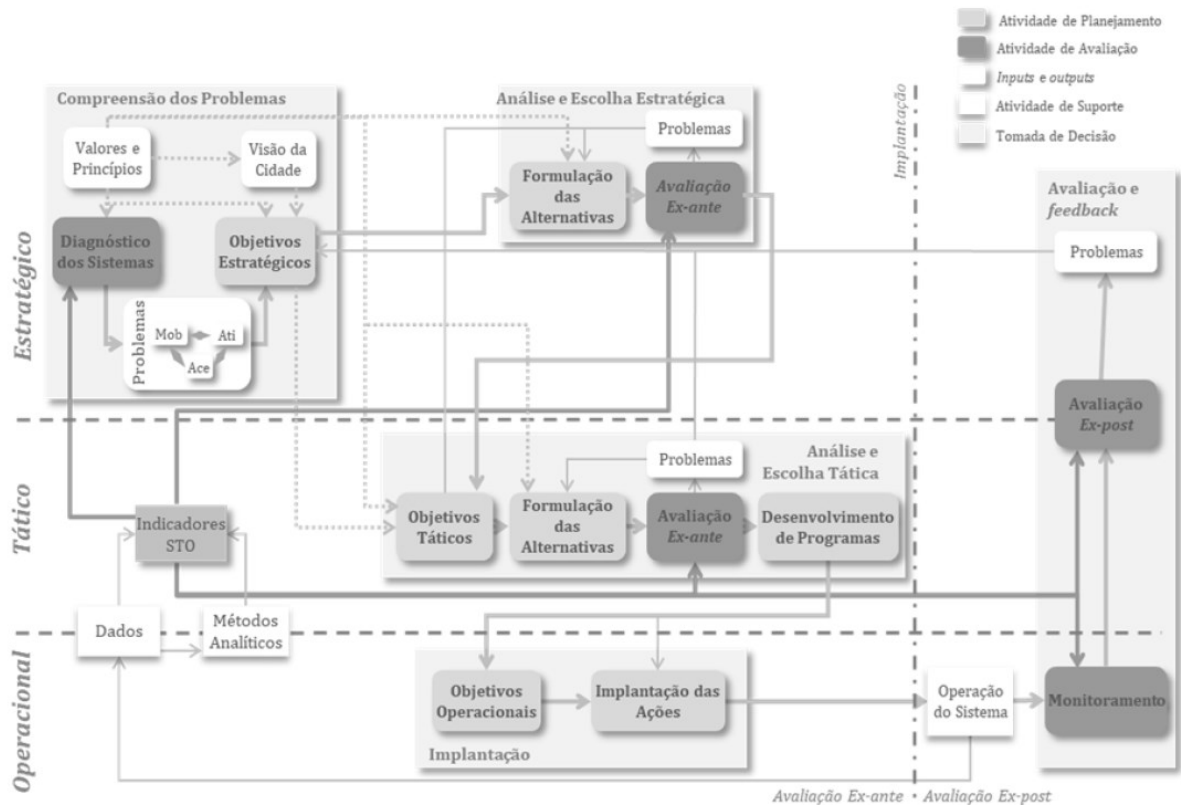 Atividade de Planejamento
Atividade de Avaliação
Inputs e outputs
Atividade de Suporte
Tomada de Decisão
Estratégico
Compreensão dos Problemas
Valores e
Princípios
Visão da
Cidade
Diagnóstico
dos Sistemas
Objetivos
Estratégicos
Problemas
Mob
Ati
Ace
Análise e Escolha Estratégica
Problemas
Formulação
das
Alternativas
Avaliação
Ex-ante
Implantação
Avaliação e
feedback
Problemas
Avaliação
Ex-post
Tático
Indicadores
STO
Análise e
Escolha Tática
Problemas
Objetivos
Táticos
Formulação
das
Alternativas
Avaliação
Ex-ante
Desenvolvimento
de Programas
Dados
Métodos
Analíticos
Operacional
Objetivos
Operacionais
Implantação das
Ações
Implantação
Operação
do Sistema
Monitoramento
Avaliação Ex-ante
Avaliação Ex-post